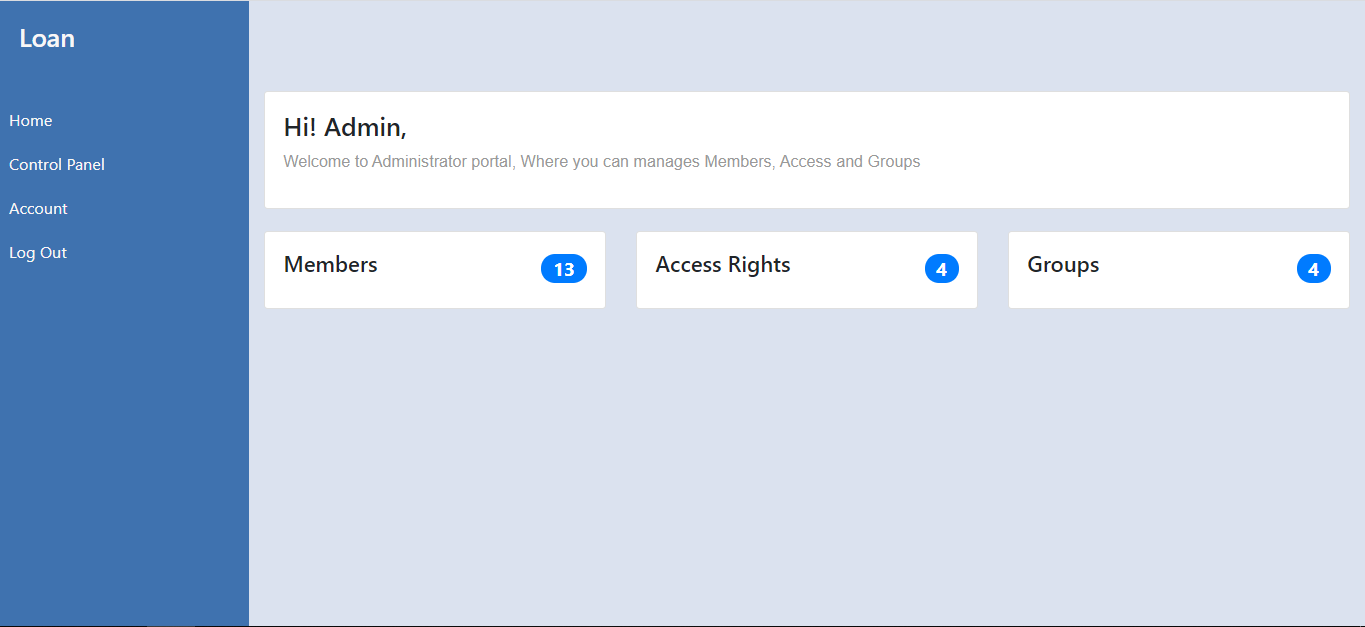 Loan
Home
Control Panel
Account
Log Out
Hi! Admin,
Welcome to Administrator portal, Where you can manages Members, Access and Groups
Members 13
Access Rights 4
Groups 4